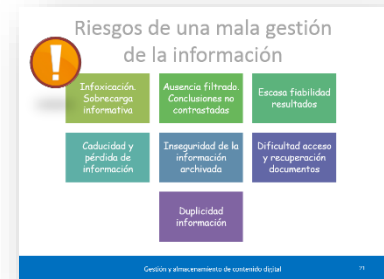 Riesgos de una mala gestión
de la información
Infoxicación.
Sobrecarga
informativa
Ausencia filtrado.
Conclusiones no
contrastadas
Escasa fiabilidad
resultados
Caducidad y
pérdida de
información
Inseguridad de la
información
archivada
Dificultad acceso
y recuperación
documentos
Duplicidad
información
Gestión y almacenamiento de contenido digital